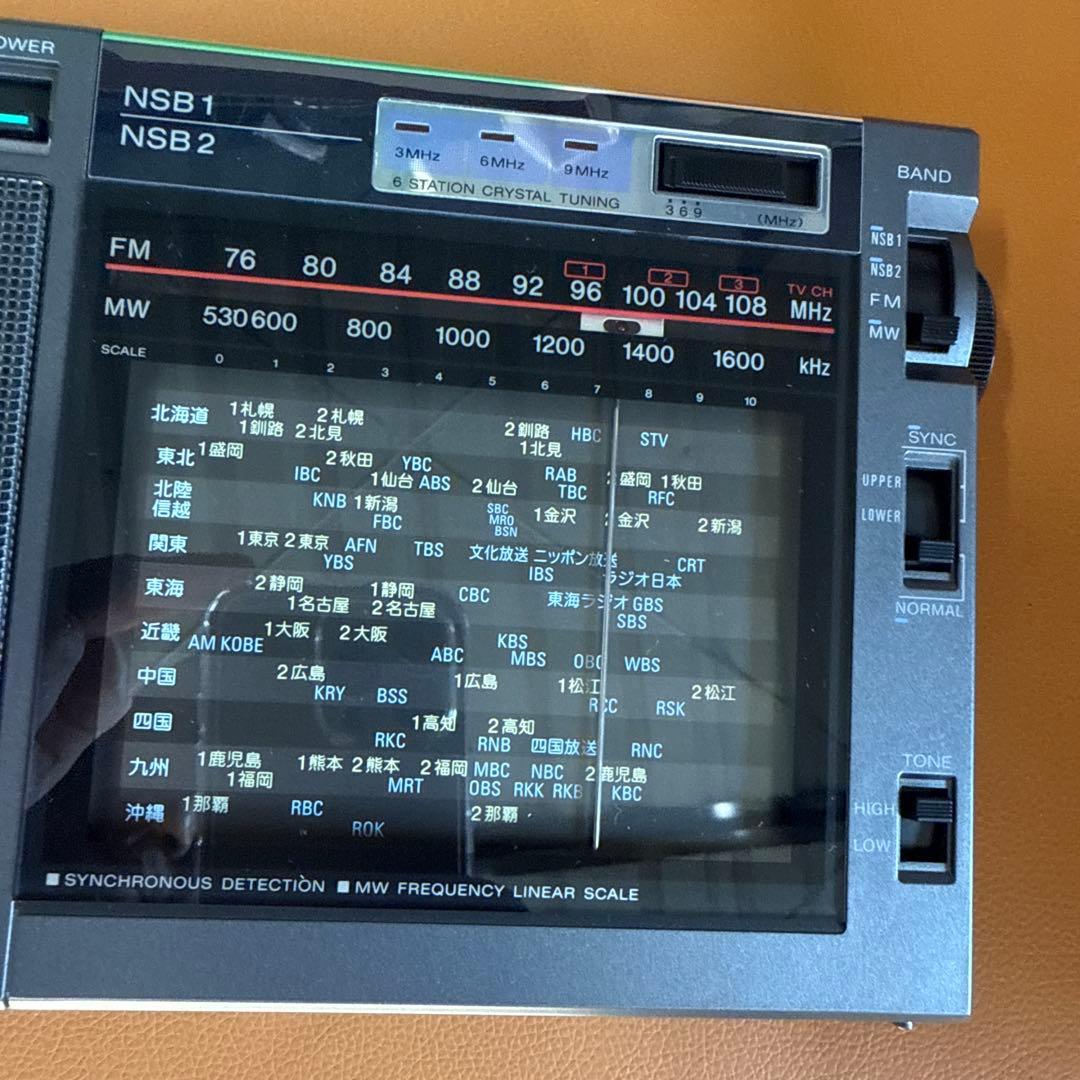 OWER
NSB1
NSB2
3MHz 6MHz 9MHz
6 STATION CRYSTAL TUNING
3 6 9 (MHz)
BAND
NSB1
NSB2
FM
MW
FM 76 80 84 88 92 96 100 104 108 MHz
1 2 3 TV CH
MW 530 600 800 1000 1200 1400 1600 kHz
SCALE 0 1 2 3 4 5 6 7 8 9 10
北海道 1札幌 2札幌
1釧路 2北見 2釧路 HBC STV
1北見
東北 1盛岡 2秋田 YBC RAB 盛岡 1秋田
IBC 1仙台 ABS 2仙台 TBC RFC
北陸 KNB 1新潟 SBC 1金沢 金沢 2新潟
信越 FBC MRO
BSN
関東 1東京 2東京 AFN TBS 文化放送 ニッポン放送 CRT
YBS IBS ラジオ日本
東海 2静岡 1静岡 CBC 東海ラジオ GBS
1名古屋 2名古屋 SBS
近畿 1大阪 2大阪 KBS
AM KOBE ABC MBS OBC WBS
中国 2広島 1広島 1松江 2松江
KRY BSS RCC RSK
四国 1高知 2高知
RKC RNB 四国放送 RNC
九州 1鹿児島 1熊本 2熊本 2福岡 MBC NBC 2鹿児島
1福岡 MRT OBS RKK RKB KBC
沖縄 1那覇 RBC 2那覇
ROK
SYNCHRONOUS DETECTION MW FREQUENCY LINEAR SCALE
SYNC
UPPER
LOWER
NORMAL
TONE
HIGH
LOW